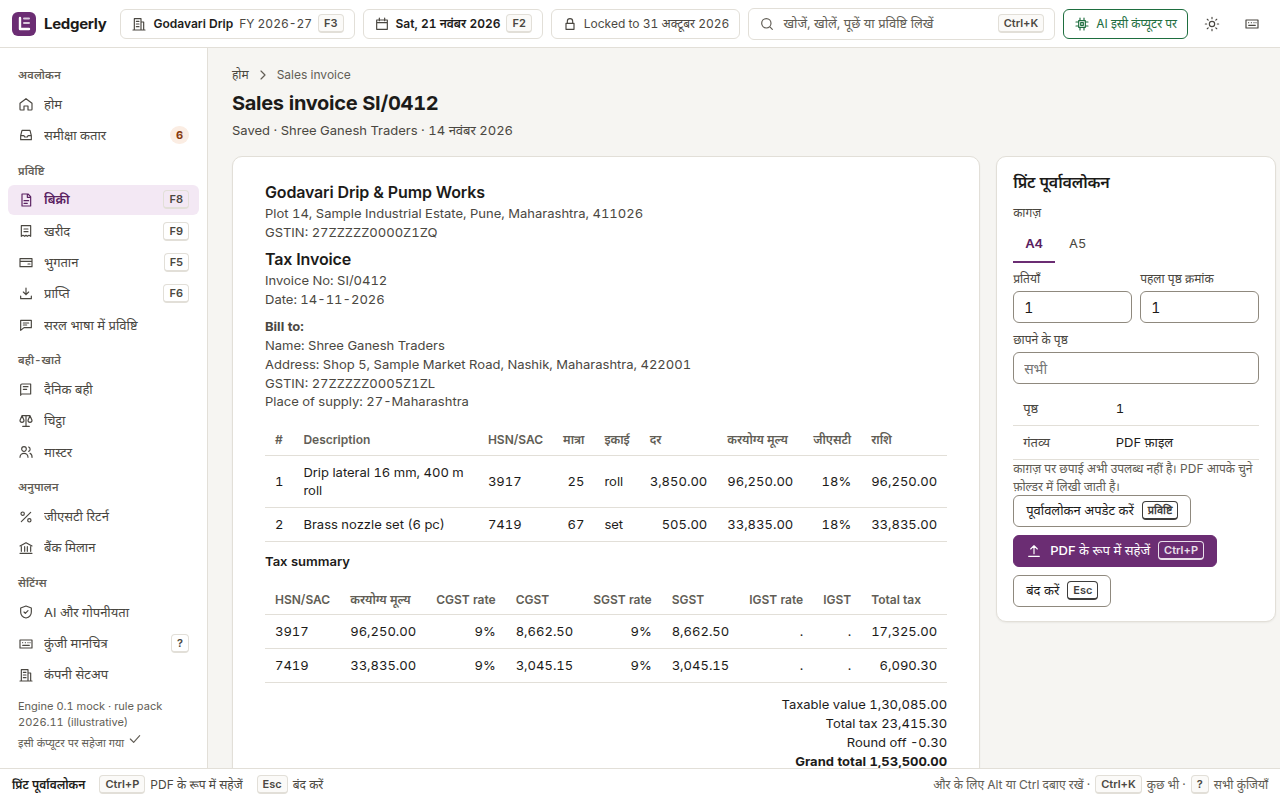 Ledgerly
Godavari Drip FY 2026-27 F3
Sat, 21 नवंबर 2026 F2
Locked to 31 अक्टूबर 2026
खोजें, खोलें, पूछें या प्रविष्टि लिखें Ctrl+K
AI इसी कंप्यूटर पर
अवलोकन
होम
समीक्षा कतार 6
प्रविष्टि
बिक्री F8
खरीद F9
भुगतान F5
प्राप्ति F6
सरल भाषा में प्रविष्टि
बही-खाते
दैनिक बही
चिट्ठा
मास्टर
अनुपालन
जीएसटी रिटर्न
बैंक मिलान
सेटिंग्स
AI और गोपनीयता
कुंजी मानचित्र ?
कंपनी सेटअप
Engine 0.1 mock · rule pack
2026.11 (illustrative)
इसी कंप्यूटर पर सहेजा गया
होम Sales invoice
Sales invoice SI/0412
Saved · Shree Ganesh Traders · 14 नवंबर 2026
Godavari Drip & Pump Works
Plot 14, Sample Industrial Estate, Pune, Maharashtra, 411026
GSTIN: 27ZZZZZ0000Z1ZQ
Tax Invoice
Invoice No: SI/0412
Date: 14-11-2026
Bill to:
Name: Shree Ganesh Traders
Address: Shop 5, Sample Market Road, Nashik, Maharashtra, 422001
GSTIN: 27ZZZZZ0005Z1ZL
Place of supply: 27-Maharashtra
# Description HSN/SAC मात्रा इकाई दर करयोग्य मूल्य जीएसटी राशि
1 Drip lateral 16 mm, 400 m roll 3917 25 roll 3,850.00 96,250.00 18% 96,250.00
2 Brass nozzle set (6 pc) 7419 67 set 505.00 33,835.00 18% 33,835.00
Tax summary
HSN/SAC करयोग्य मूल्य CGST rate CGST SGST rate SGST IGST rate IGST Total tax
3917 96,250.00 9% 8,662.50 9% 8,662.50 . . 17,325.00
7419 33,835.00 9% 3,045.15 9% 3,045.15 . . 6,090.30
Taxable value 1,30,085.00
Total tax 23,415.30
Round off -0.30
Grand total 1,53,500.00
प्रिंट पूर्वावलोकन
कागज़
A4 A5
प्रतियाँ पहला पृष्ठ क्रमांक
1 1
छापने के पृष्ठ
सभी
पृष्ठ 1
गंतव्य PDF फ़ाइल
काग़ज़ पर छपाई अभी उपलब्ध नहीं है। PDF आपके चुने
फ़ोल्डर में लिखी जाती है।
पूर्वावलोकन अपडेट करें प्रविष्टि
PDF के रूप में सहेजें Ctrl+P
बंद करें Esc
प्रिंट पूर्वावलोकन Ctrl+P PDF के रूप में सहेजें Esc बंद करें
और के लिए Alt या Ctrl दबाए रखें · Ctrl+K कुछ भी · ? सभी कुंजियाँ